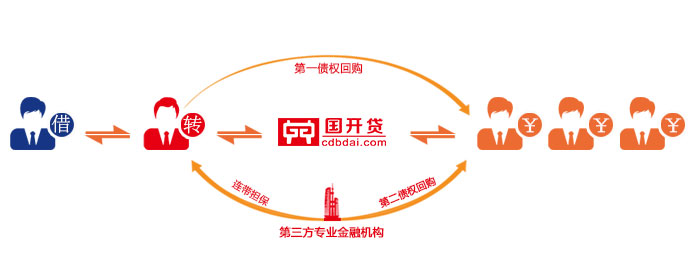 第一债权回购
借
转
国开贷
cdbdai.com
¥
¥
¥
连带担保
第二债权回购
第三方专业金融机构